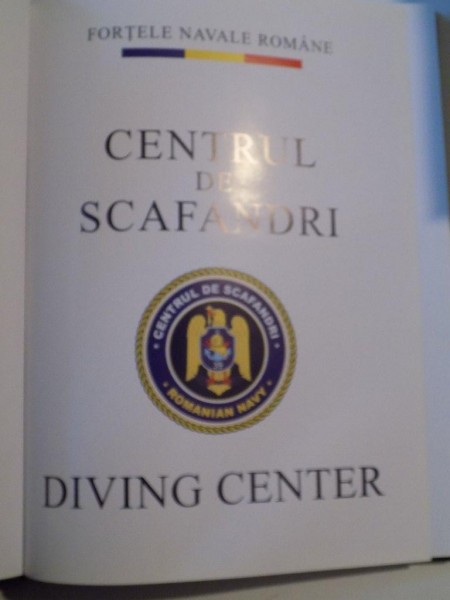 FORȚELE NAVALE ROMÂNE
CENTRUL
DE
SCAFANDRI
• CENTRUL DE SCAFANDRI •
ROMANIAN NAVY
DIVING CENTER